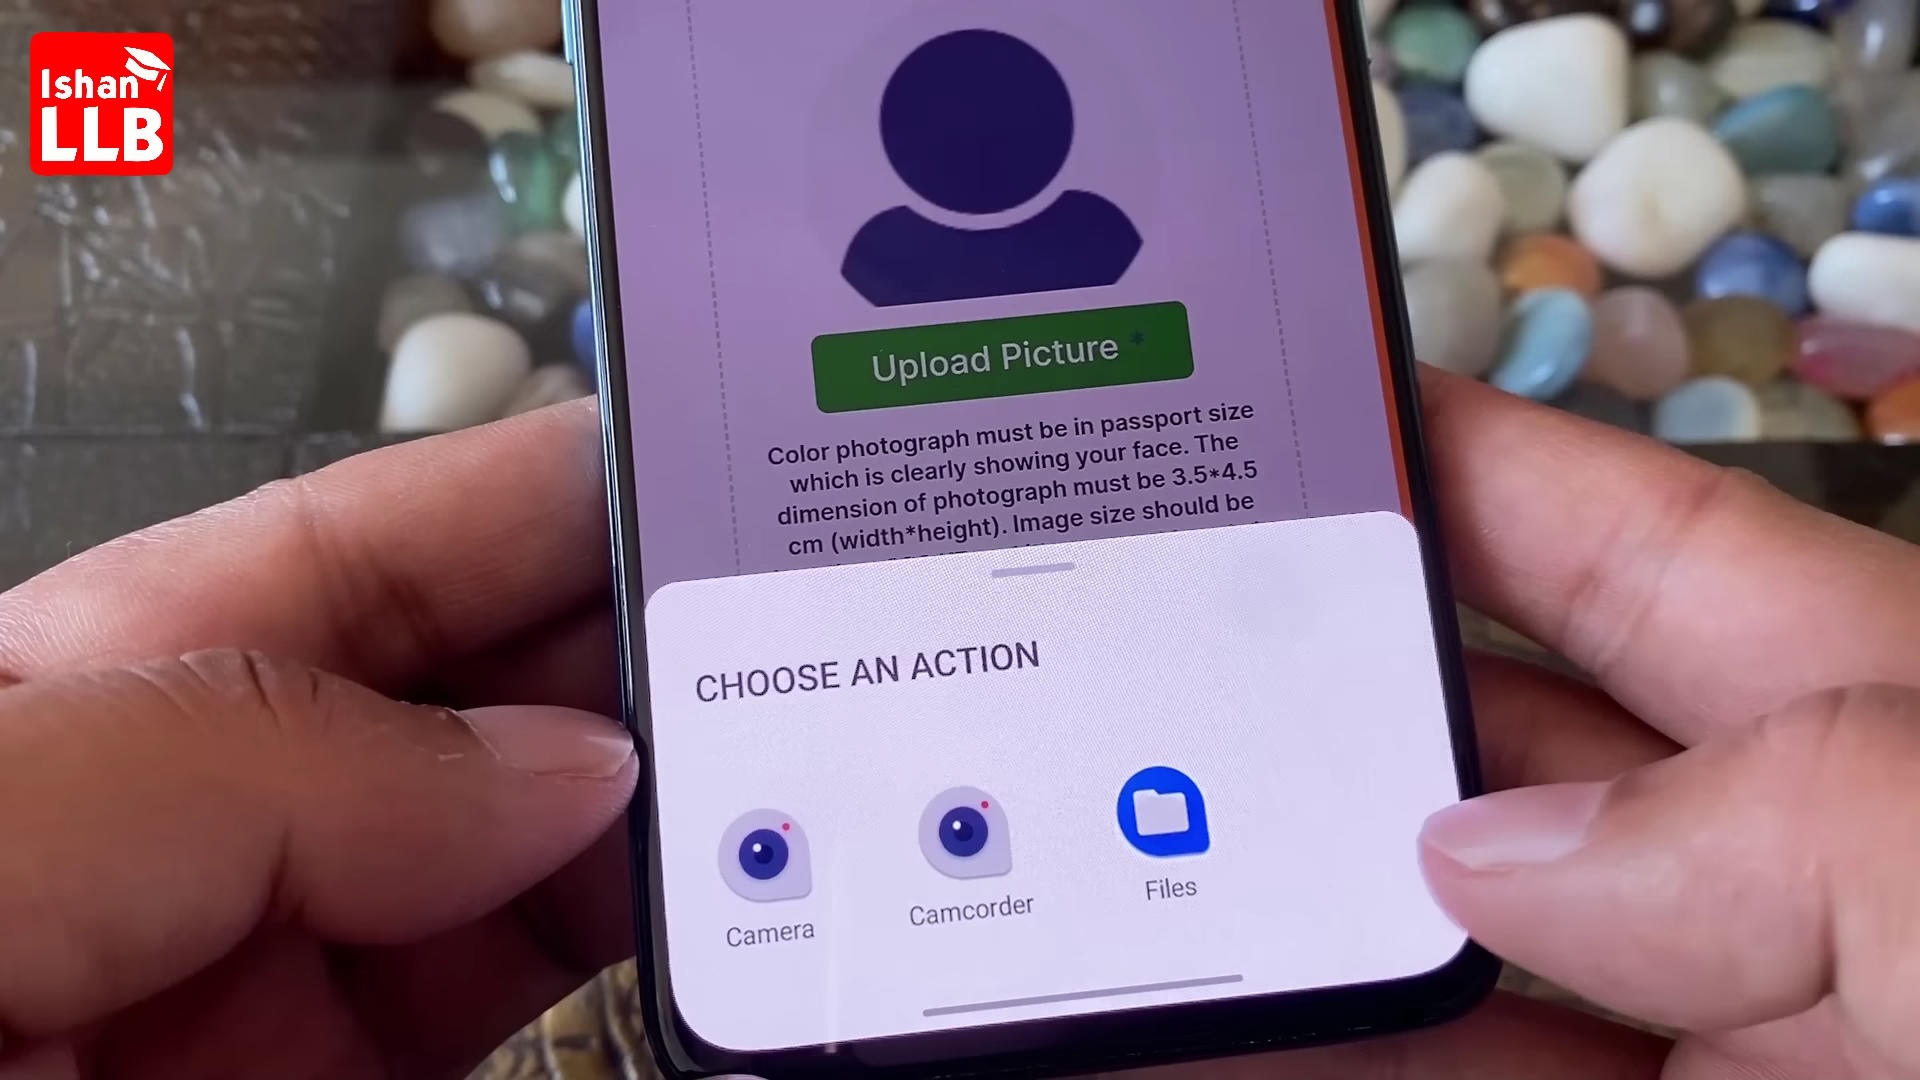 Ishan
LLB
Upload Picture *
Color photograph must be in passport size
which is clearly showing your face. The
dimension of photograph must be 3.5*4.5
cm (width*height). Image size should be
CHOOSE AN ACTION
Camera
Camcorder
Files